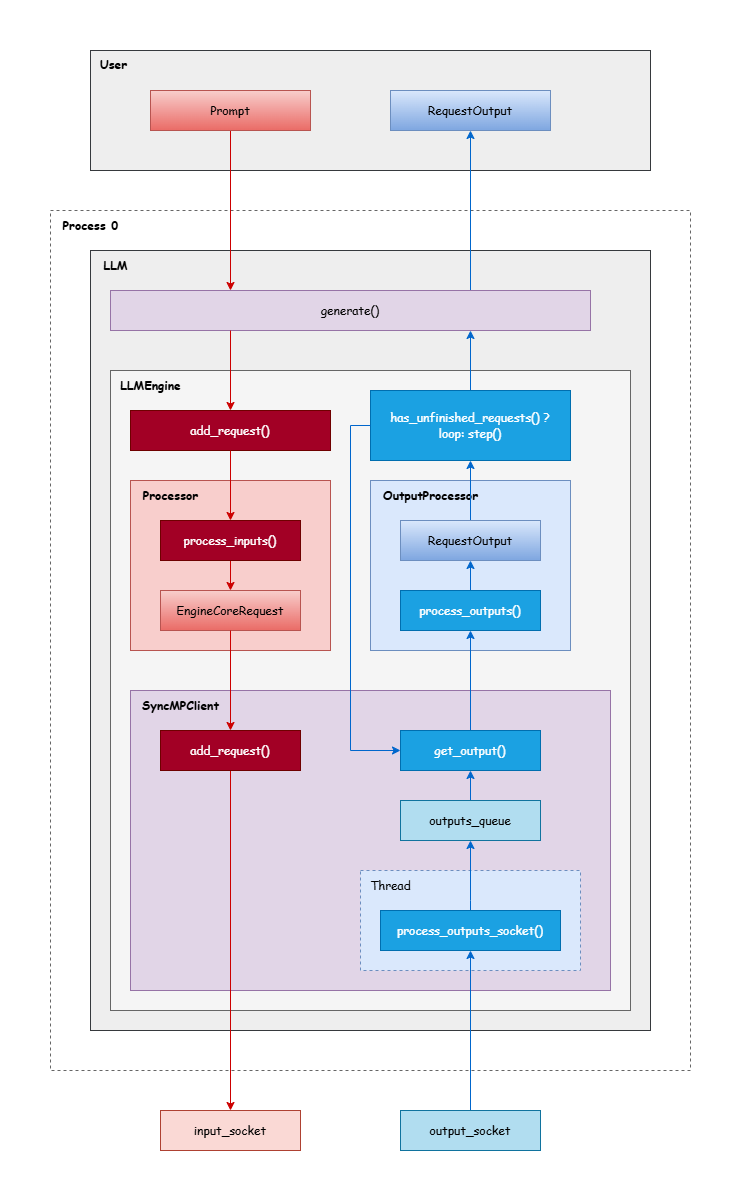 User
Prompt
RequestOutput
Process 0
LLM
generate()
LLMEngine
add_request()
has_unfinished_requests() ?
loop: step()
Processor
process_inputs()
EngineCoreRequest
OutputProcessor
RequestOutput
process_outputs()
SyncMPClient
add_request()
get_output()
outputs_queue
Thread
process_outputs_socket()
input_socket
output_socket